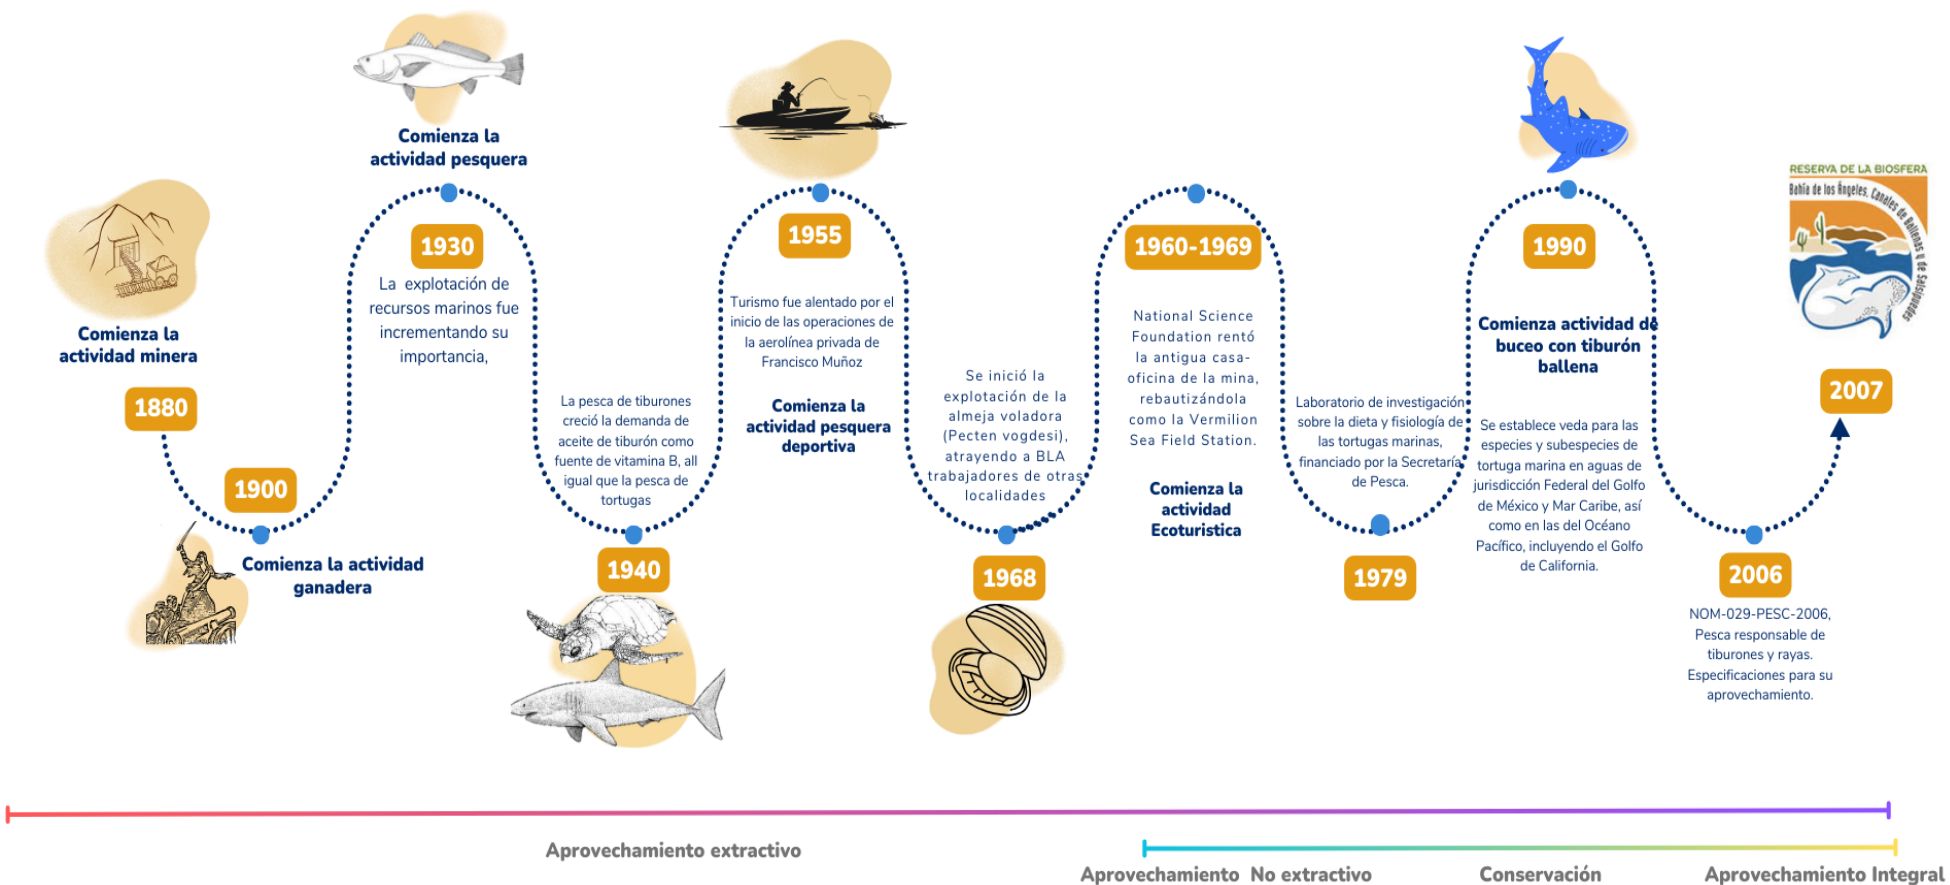 Comienza la
actividad minera
1880
1900
Comienza la actividad
ganadera
Comienza la
actividad pesquera
1930
La explotación de
recursos marinos fue
incrementando su
importancia,
La pesca de tiburones
creció la demanda de
aceite de tiburón como
fuente de vitamina B, all
igual que la pesca de
tortugas
1940
1955
Turismo fue alentado por el
inicio de las operaciones de
la aerolínea privada de
Francisco Muñoz
Comienza la
actividad pesquera
deportiva
Se inició la
explotación de la
almeja voladora
(Pecten vogdesi),
atrayendo a BLA
trabajadores de otras
localidades
1968
1960-1969
National Science
Foundation rentó
la antigua casa-
oficina de la mina,
rebautizándola
como la Vermilion
Sea Field Station.
Comienza la
actividad
Ecoturistica
Laboratorio de investigación
sobre la dieta y fisiología de
las tortugas marinas,
financiado por la Secretaría
de Pesca.
1979
1990
Comienza actividad de
buceo con tiburón
ballena
Se establece veda para las
especies y subespecies de
tortuga marina en aguas de
jurisdicción Federal del Golfo
de México y Mar Caribe, así
como en las del Océano
Pacífico, incluyendo el Golfo
de California.
2006
NOM-029-PESC-2006,
Pesca responsable de
tiburones y rayas.
Especificaciones para su
aprovechamiento.
RESERVA DE LA BIOSFERA
Bahía de los Ángeles, Canales de Ballenas y de Salsipuedes
2007
Aprovechamiento extractivo
Aprovechamiento No extractivo
Conservación
Aprovechamiento Integral